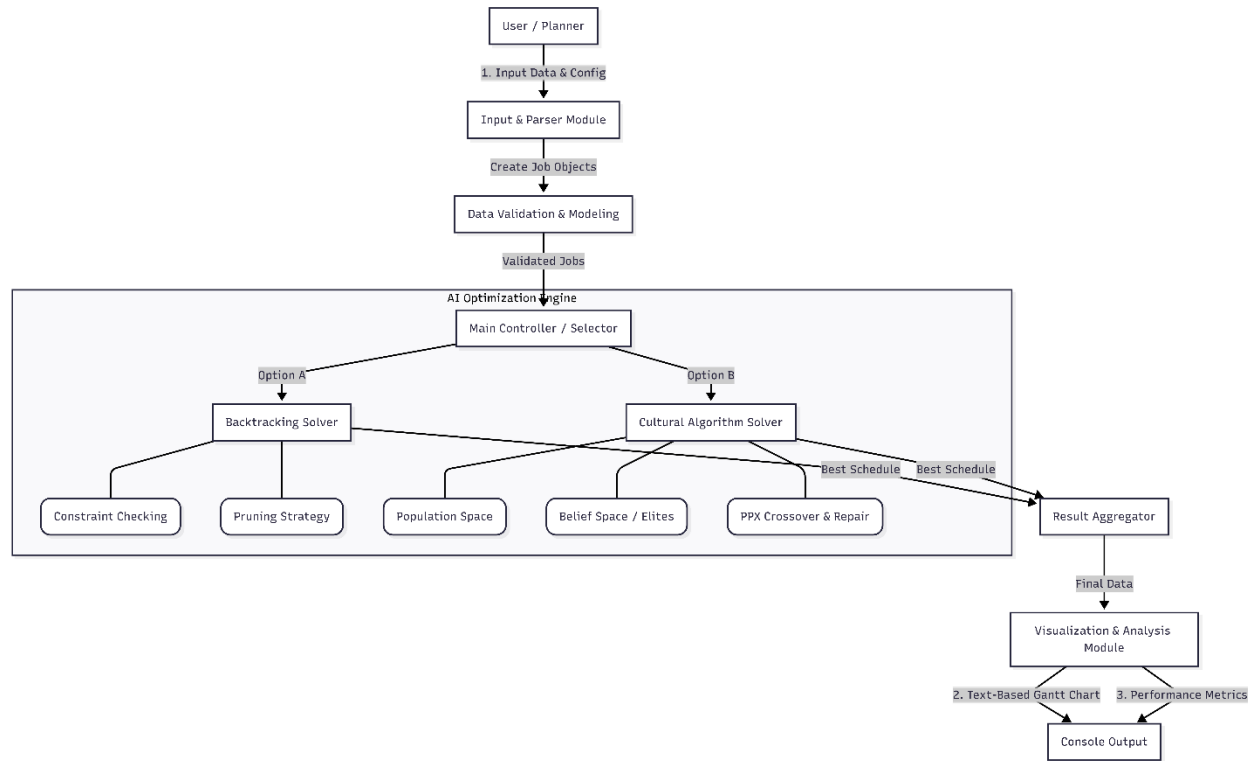 User / Planner
1. Input Data & Config
Input & Parser Module
Create Job Objects
Data Validation & Modeling
Validated Jobs
AI Optimization Engine
Main Controller / Selector
Option A
Option B
Backtracking Solver
Cultural Algorithm Solver
Best Schedule
Best Schedule
Constraint Checking
Pruning Strategy
Population Space
Belief Space / Elites
PPX Crossover & Repair
Result Aggregator
Final Data
Visualization & Analysis
Module
2. Text-Based Gantt Chart
3. Performance Metrics
Console Output